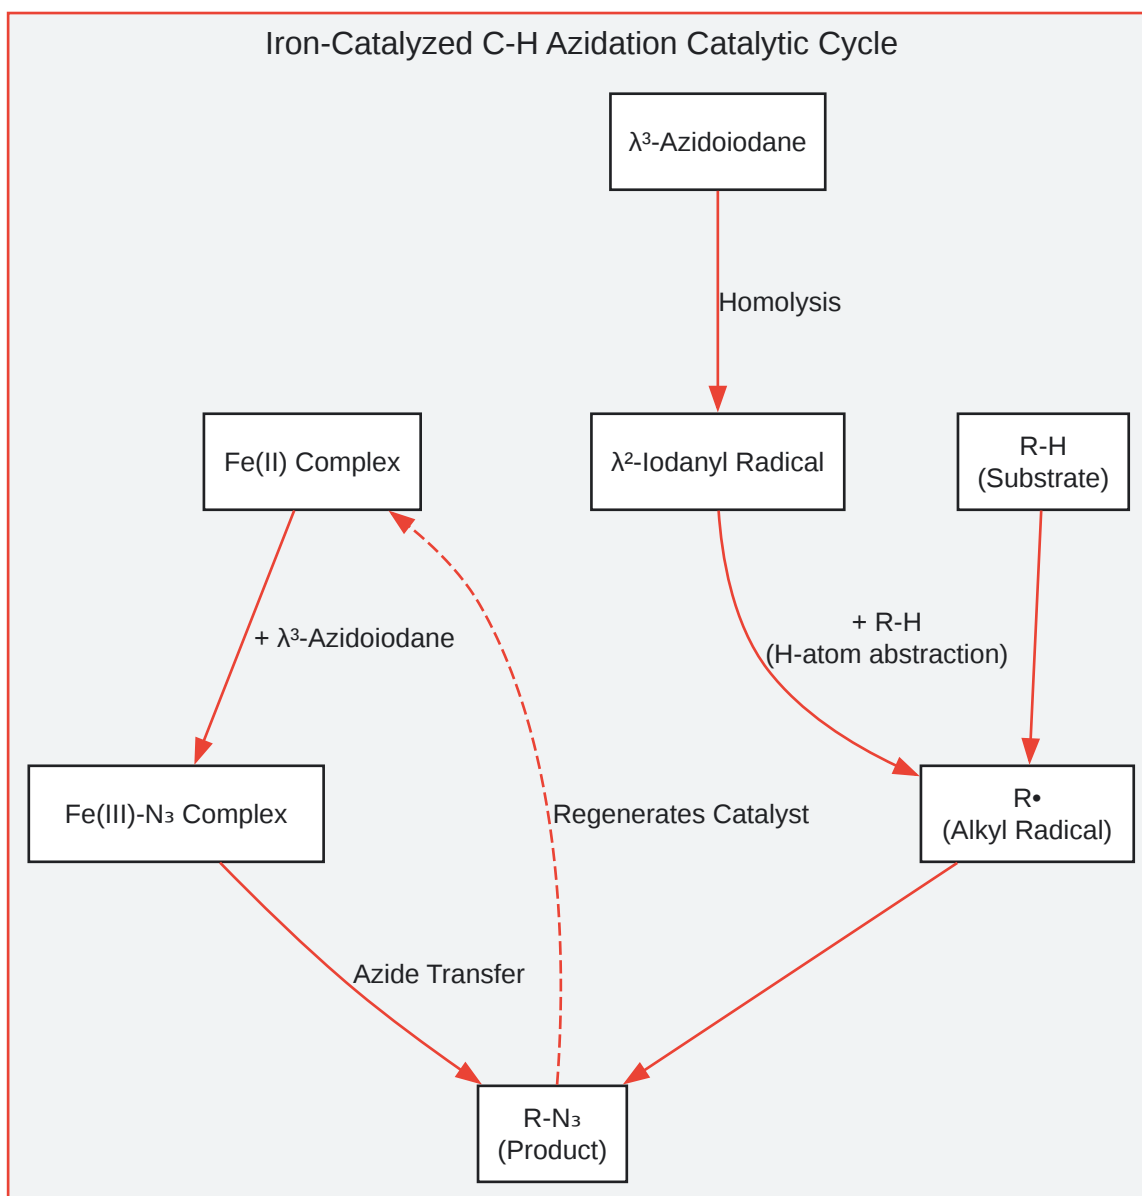 Iron-Catalyzed C-H Azidation Catalytic Cycle
λ³-Azidoiodane
Homolysis
Fe(II) Complex
λ²-Iodanyl Radical
R-H
(Substrate)
+ λ³-Azidoiodane
+ R-H
(H-atom abstraction)
Fe(III)-N₃ Complex
Regenerates Catalyst
R•
(Alkyl Radical)
Azide Transfer
R-N₃
(Product)